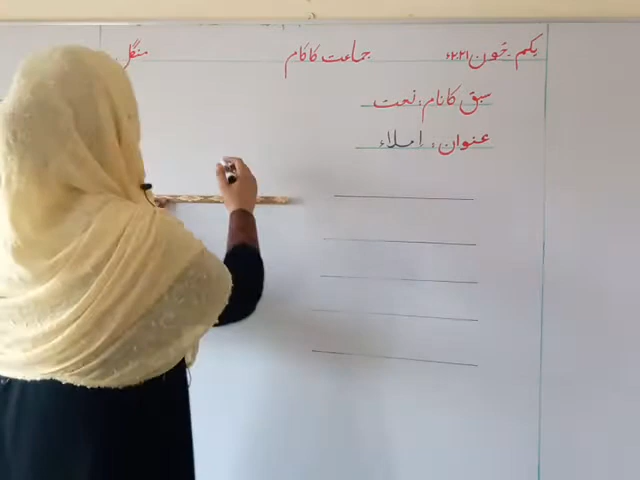 یکم جون ۲۰۲۱ء جماعت کا کام منگل
سبق کا نام: نعت
عنوان: املاء